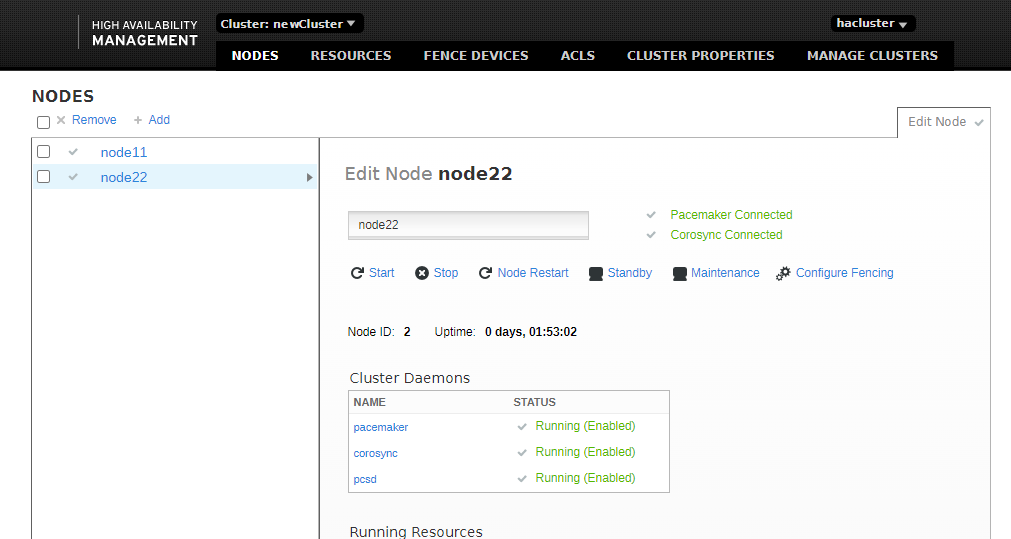 HIGH AVAILABILITY
MANAGEMENT
Cluster: newCluster
hacluster
NODES RESOURCES FENCE DEVICES ACLS CLUSTER PROPERTIES MANAGE CLUSTERS
NODES
Remove Add
Edit Node
node11
node22
Edit Node node22
node22
Pacemaker Connected
Corosync Connected
Start Stop Node Restart Standby Maintenance Configure Fencing
Node ID: 2 Uptime: 0 days, 01:53:02
Cluster Daemons
NAME STATUS
pacemaker Running (Enabled)
corosync Running (Enabled)
pcsd Running (Enabled)
Running Resources